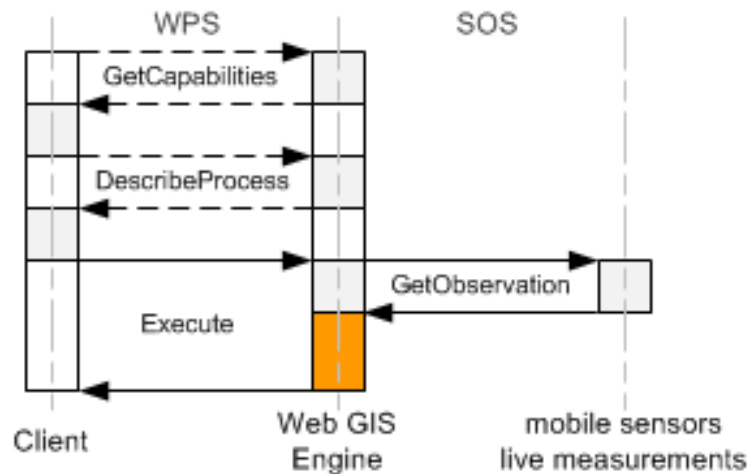 WPS
SOS
GetCapabilities
DescribeProcess
GetObservation
Execute
Client
Web GIS
Engine
mobile sensors
live measurements